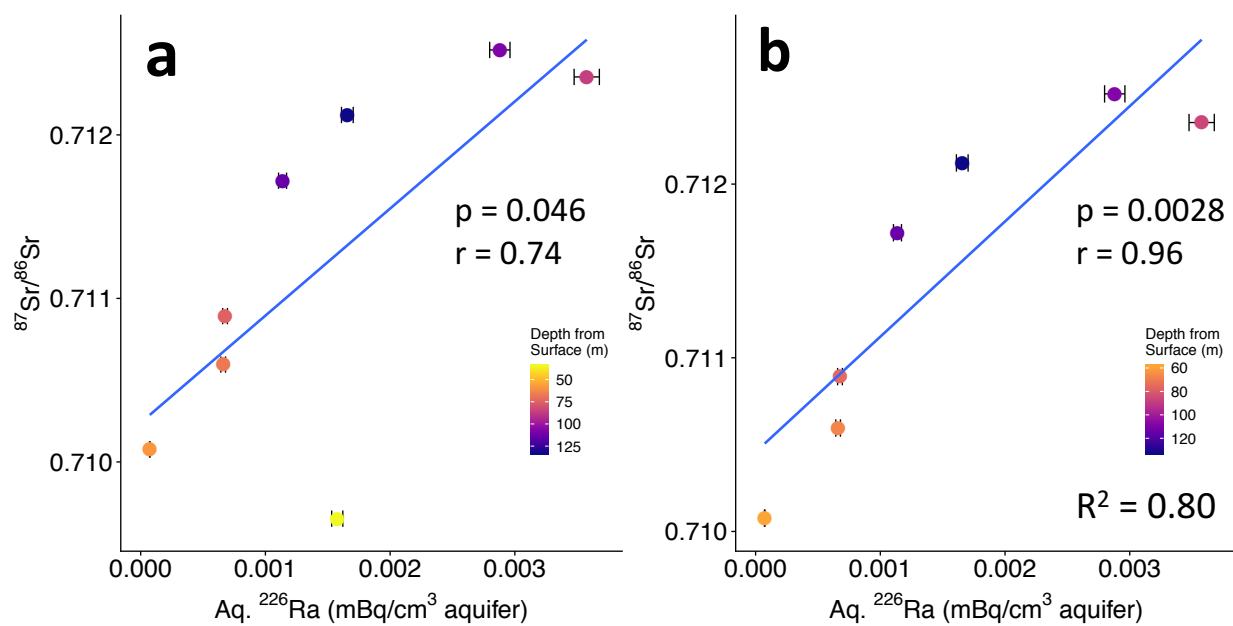 a
⁸⁷Sr/⁸⁶Sr
0.712
0.711
0.710
p = 0.046
r = 0.74
Depth from
Surface (m)
50
75
100
125
0.000 0.001 0.002 0.003
Aq. ²²⁶Ra (mBq/cm³ aquifer)
b
⁸⁷Sr/⁸⁶Sr
0.712
0.711
0.710
p = 0.0028
r = 0.96
Depth from
Surface (m)
60
80
100
120
R² = 0.80
0.000 0.001 0.002 0.003
Aq. ²²⁶Ra (mBq/cm³ aquifer)